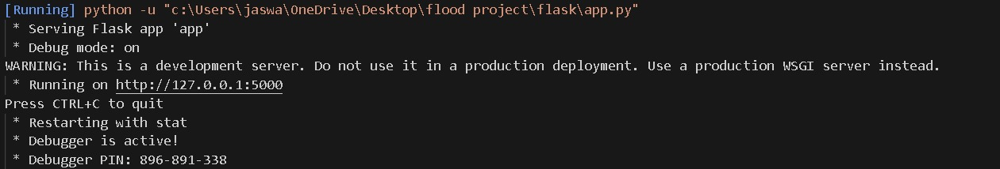 [Running] python -u "c:\Users\jaswa\OneDrive\Desktop\flood project\flask\app.py"
* Serving Flask app 'app'
* Debug mode: on
WARNING: This is a development server. Do not use it in a production deployment. Use a production WSGI server instead.
* Running on http://127.0.0.1:5000
Press CTRL+C to quit
* Restarting with stat
* Debugger is active!
* Debugger PIN: 896-891-338